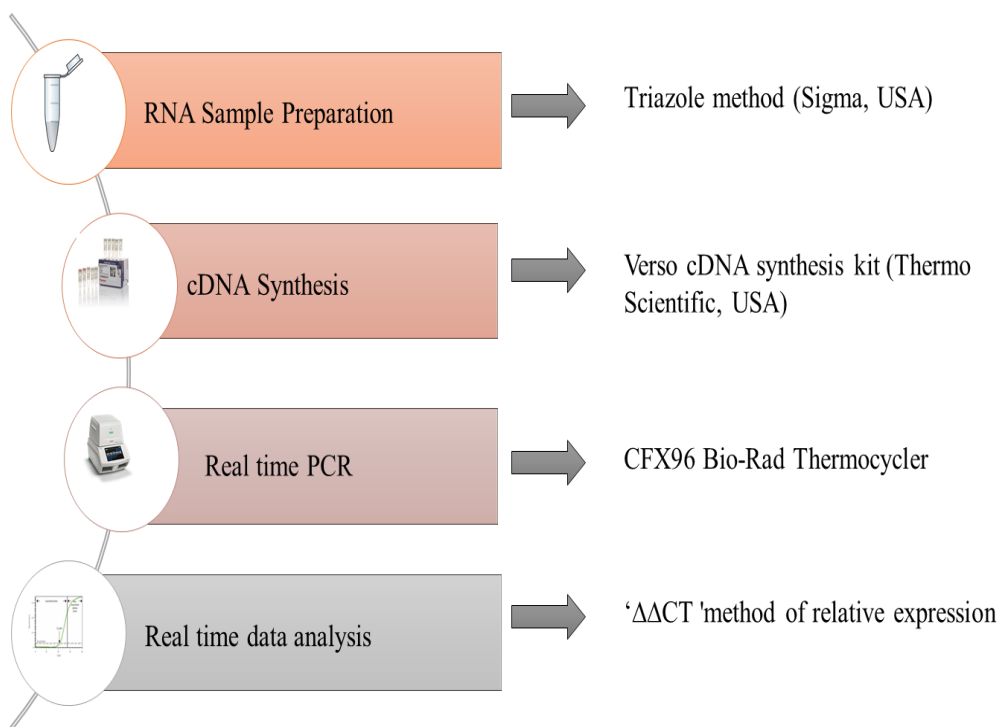 RNA Sample Preparation
Triazole method (Sigma, USA)
cDNA Synthesis
Verso cDNA synthesis kit (Thermo
Scientific, USA)
Real time PCR
CFX96 Bio-Rad Thermocycler
Real time data analysis
‘ΔΔCT 'method of relative expression